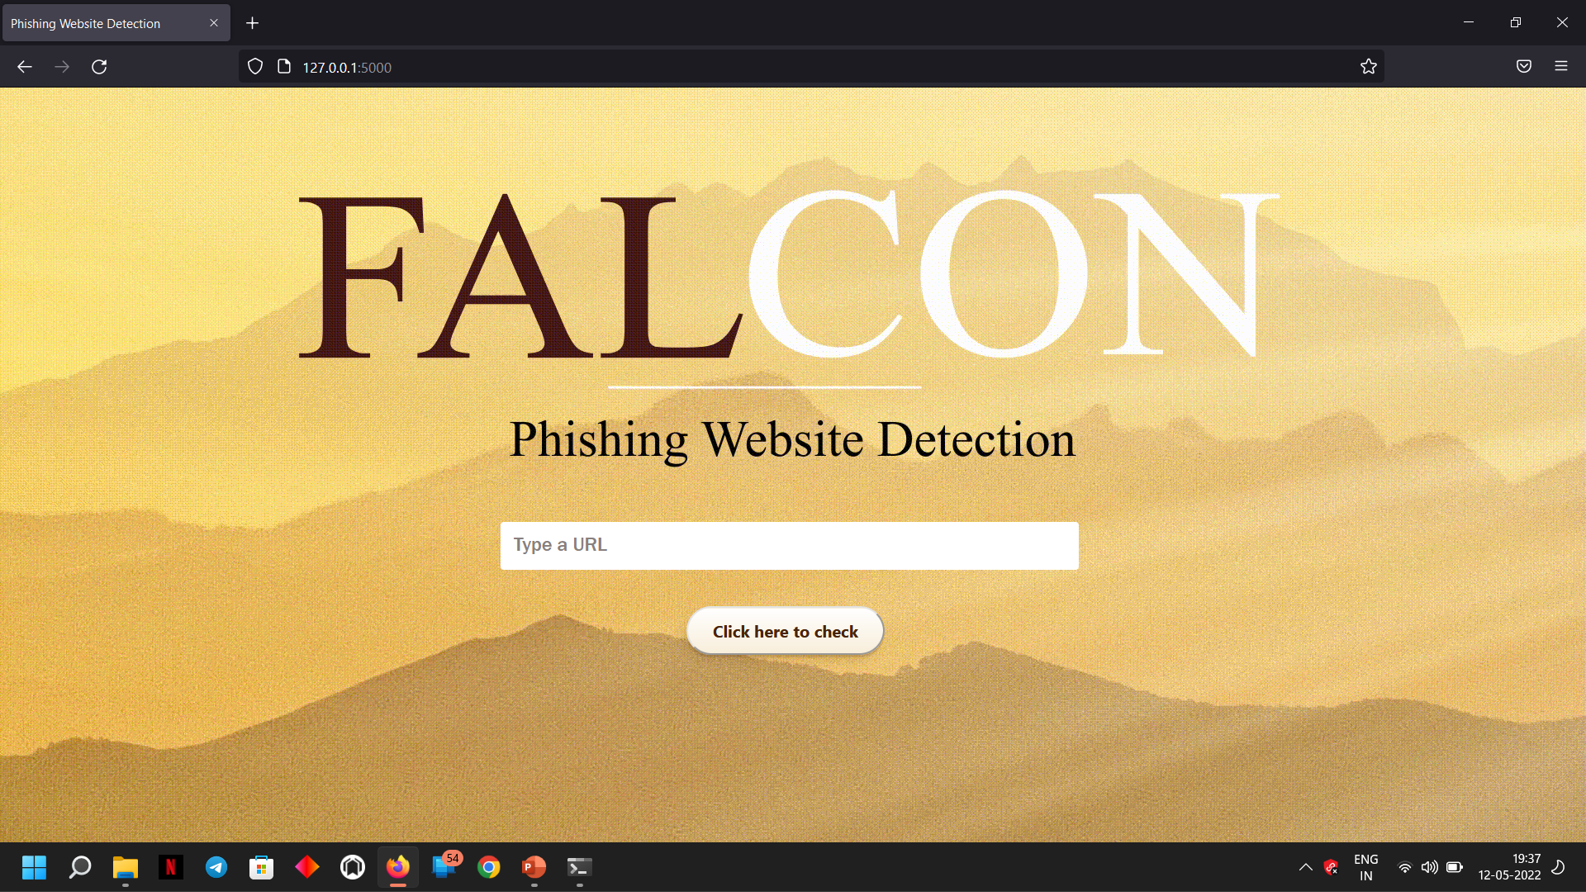 Phishing Website Detection
127.0.0.1:5000
FALCON
Phishing Website Detection
Type a URL
Click here to check
54
ENG
IN
19:37
12-05-2022